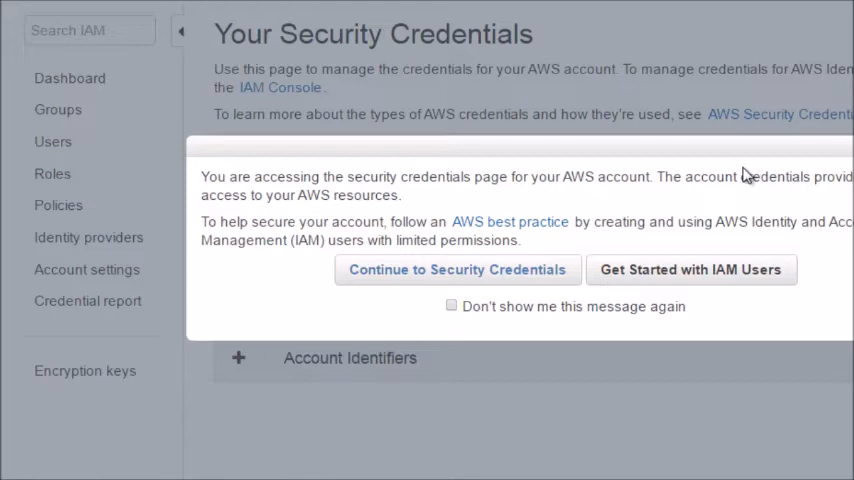 Search IAM
Dashboard
Groups
Users
Roles
Policies
Identity providers
Account settings
Credential report
Encryption keys
Your Security Credentials
Use this page to manage the credentials for your AWS account. To manage credentials for AWS Iden
the IAM Console.
To learn more about the types of AWS credentials and how they're used, see AWS Security Credenti
You are accessing the security credentials page for your AWS account. The account credentials provid
access to your AWS resources.
To help secure your account, follow an AWS best practice by creating and using AWS Identity and Acc
Management (IAM) users with limited permissions.
Continue to Security Credentials Get Started with IAM Users
Don't show me this message again
Account Identifiers